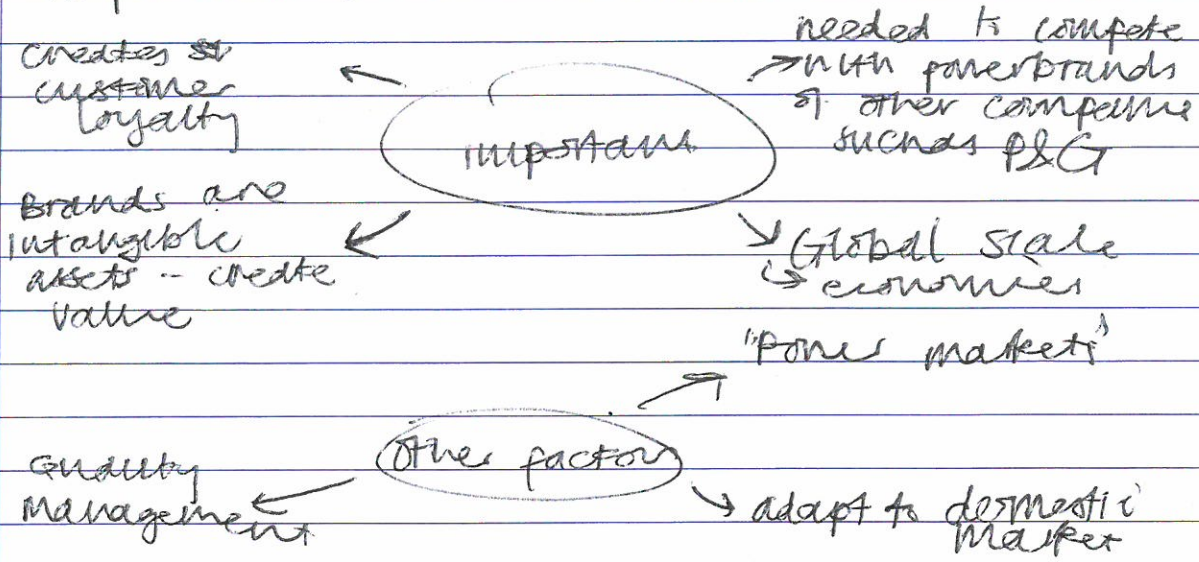 creates
customer
loyalty
important
needed to compete
with powerbrands
of other companies
such as P&G
Brands are
intangible
assets -- create
value
Global scale
economies
"Power markets"
other factors
Quality
Management
adapt to domestic
market